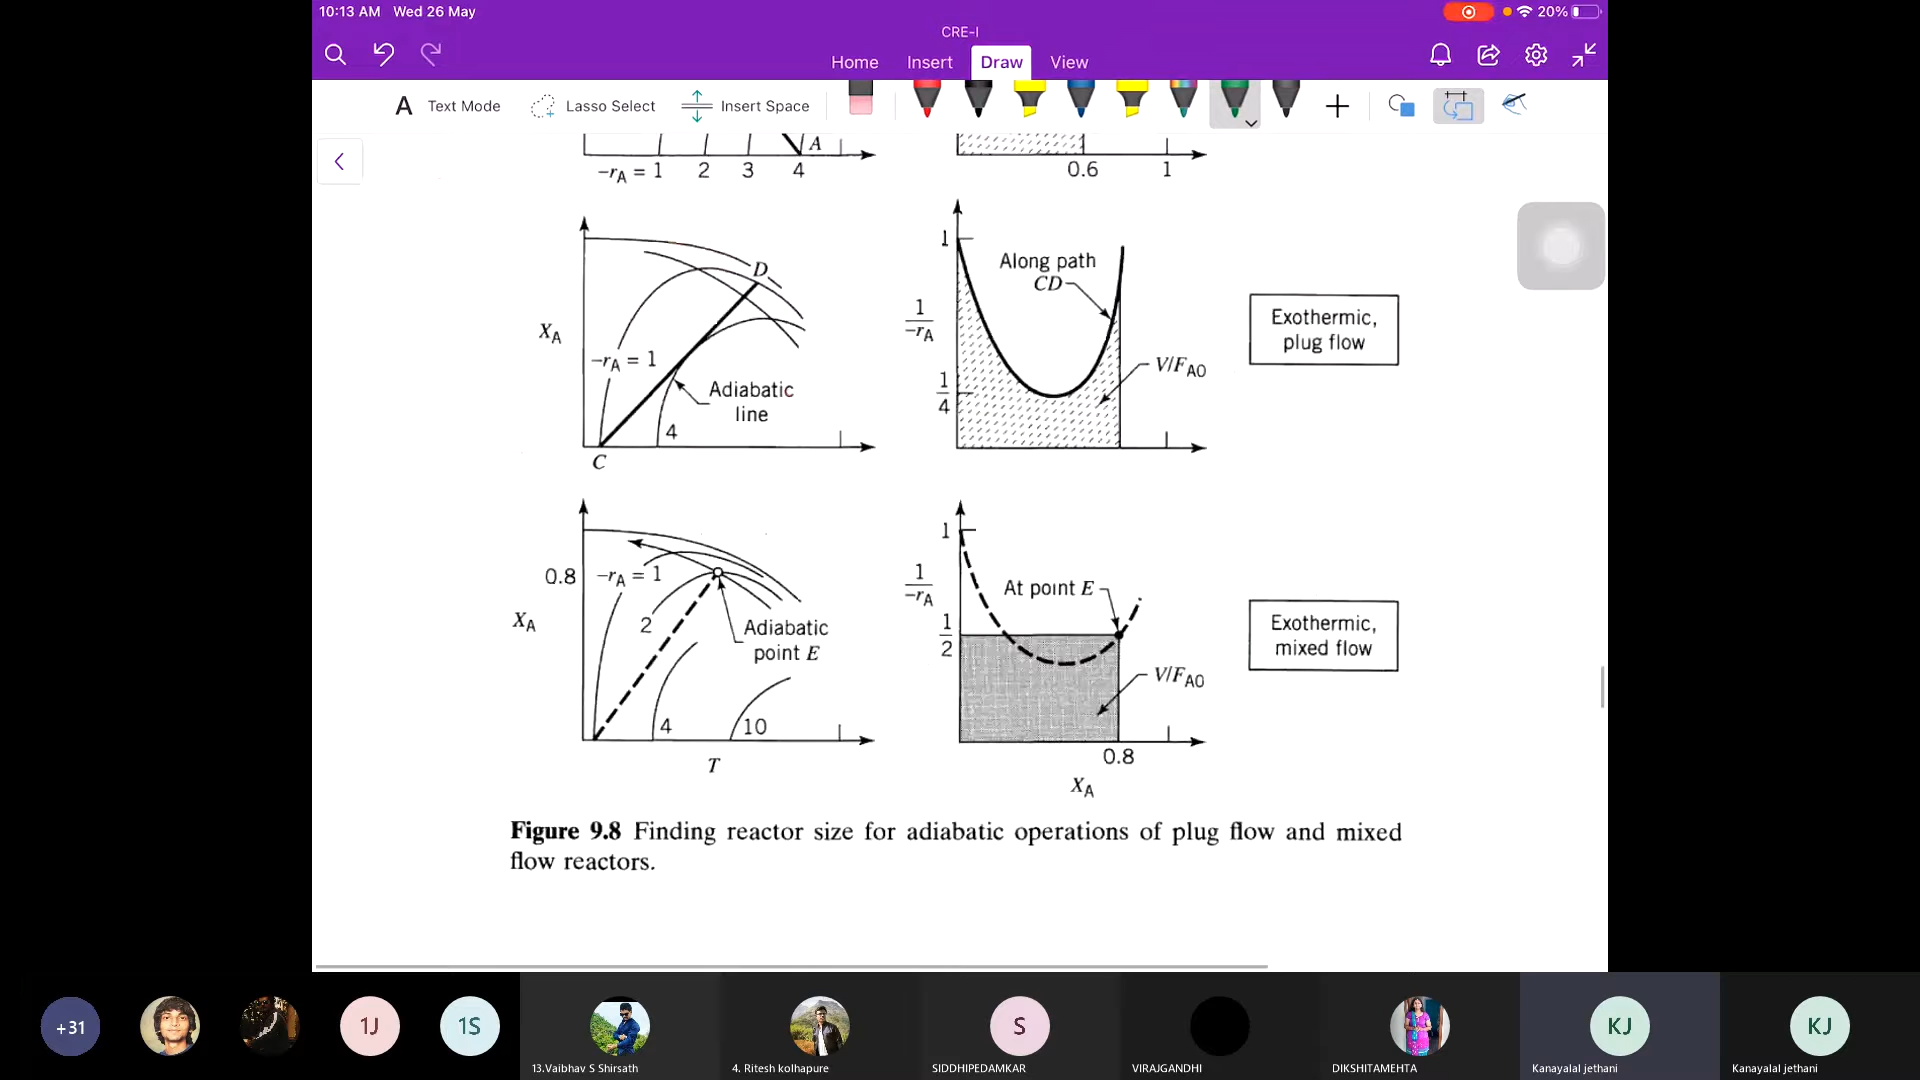 10:13 AM Wed 26 May
20%
CRE-I
Home Insert Draw View
A Text Mode Lasso Select Insert Space
A
-rA = 1 2 3 4
0.6 1
XA
D
-rA = 1
Adiabatic
line
4
C
1
1/-rA
1/4
Along path
CD
V/FA0
Exothermic,
plug flow
0.8
XA
-rA = 1
2
Adiabatic
point E
4
10
T
1
1/-rA
1/2
At point E
V/FA0
0.8
XA
Exothermic,
mixed flow
Figure 9.8 Finding reactor size for adiabatic operations of plug flow and mixed
flow reactors.
+31
1J
1S
13.Vaibhav S Shirsath
4. Ritesh kolhapure
S
SIDDHIPEDAMKAR
VIRAJGANDHI
DIKSHITAMEHTA
KJ
Kanayalal jethani
KJ
Kanayalal jethani